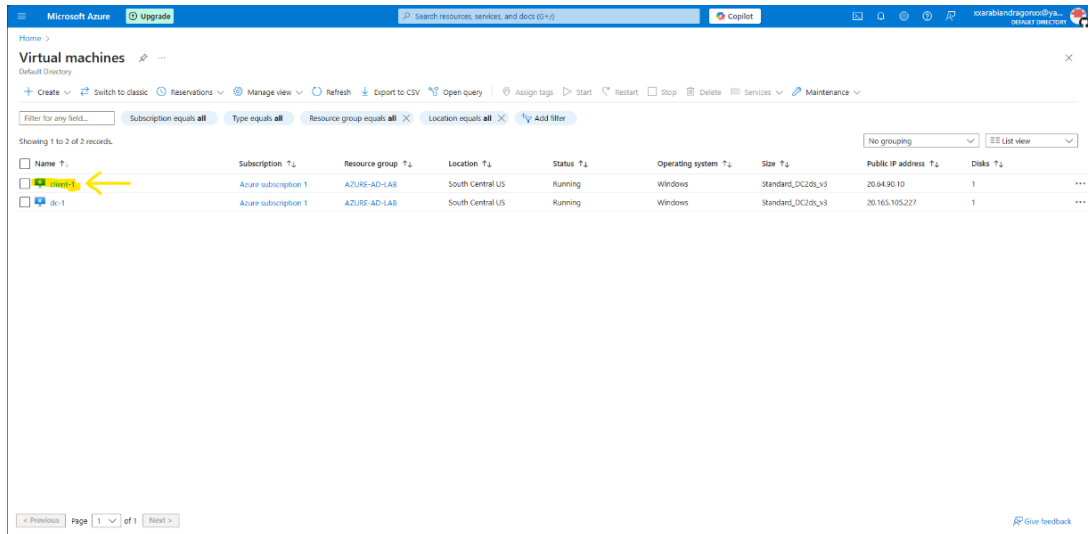 Microsoft Azure Upgrade Search resources, services, and docs (G+/) Copilot xxarabiandragonxx@ya...
DEFAULT DIRECTORY
Home >
Virtual machines ...
Default Directory
Create Switch to classic Reservations Manage view Refresh Export to CSV Open query Assign tags Start Restart Stop Delete Services Maintenance
Filter for any field... Subscription equals all Type equals all Resource group equals all Location equals all Add filter
Showing 1 to 2 of 2 records. No grouping List view
Name Subscription Resource group Location Status Operating system Size Public IP address Disks
client-1 Azure subscription 1 AZURE-AD-LAB South Central US Running Windows Standard_DC2ds_v3 20.64.90.10 1 ...
dc-1 Azure subscription 1 AZURE-AD-LAB South Central US Running Windows Standard_DC2ds_v3 20.165.105.227 1 ...
< Previous Page 1 of 1 Next > Give feedback